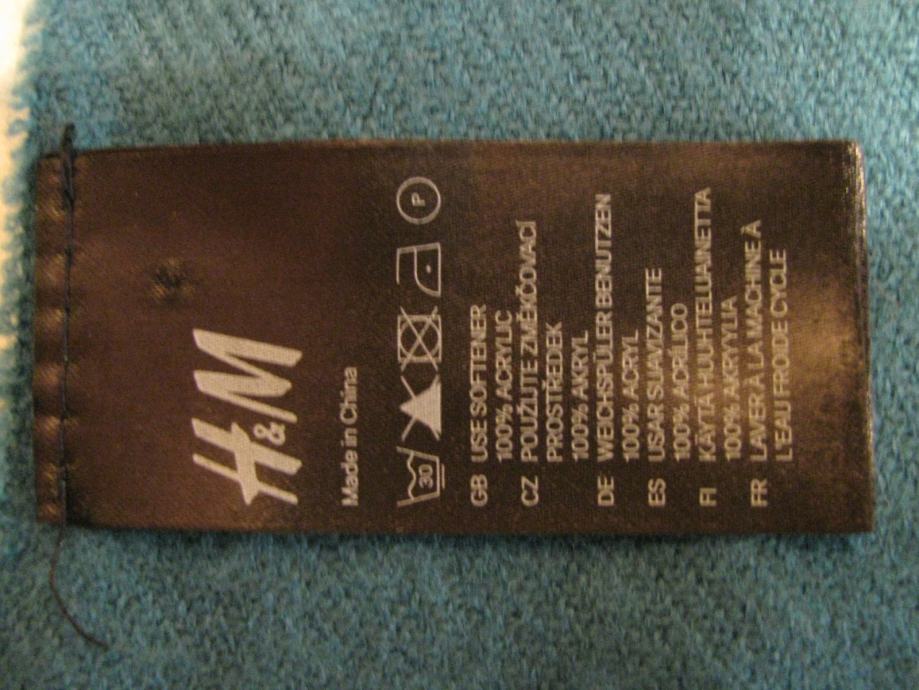 H&M
Made in China
30 P
GB USE SOFTENER
100% ACRYLIC
CZ POUŽIJTE ZMĚKČOVACÍ
PROSTŘEDEK
100% AKRYL
DE WEICHSPÜLER BENUTZEN
100% ACRYL
ES USAR SUAVIZANTE
100% ACRÍLICO
FI KÄYTÄ HUUHTELUAINETTA
100% AKRYYLIA
FR LAVER À LA MACHINE À
L'EAU FROIDE CYCLE